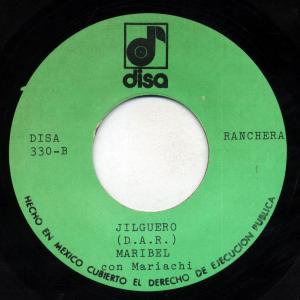 disa
DISA
330-B
RANCHERA
JILGUERO
(D.A.R.)
MARIBEL
con Mariachi
HECHO EN MEXICO CUBIERTO EL DERECHO DE EJECUCION PUBLICA